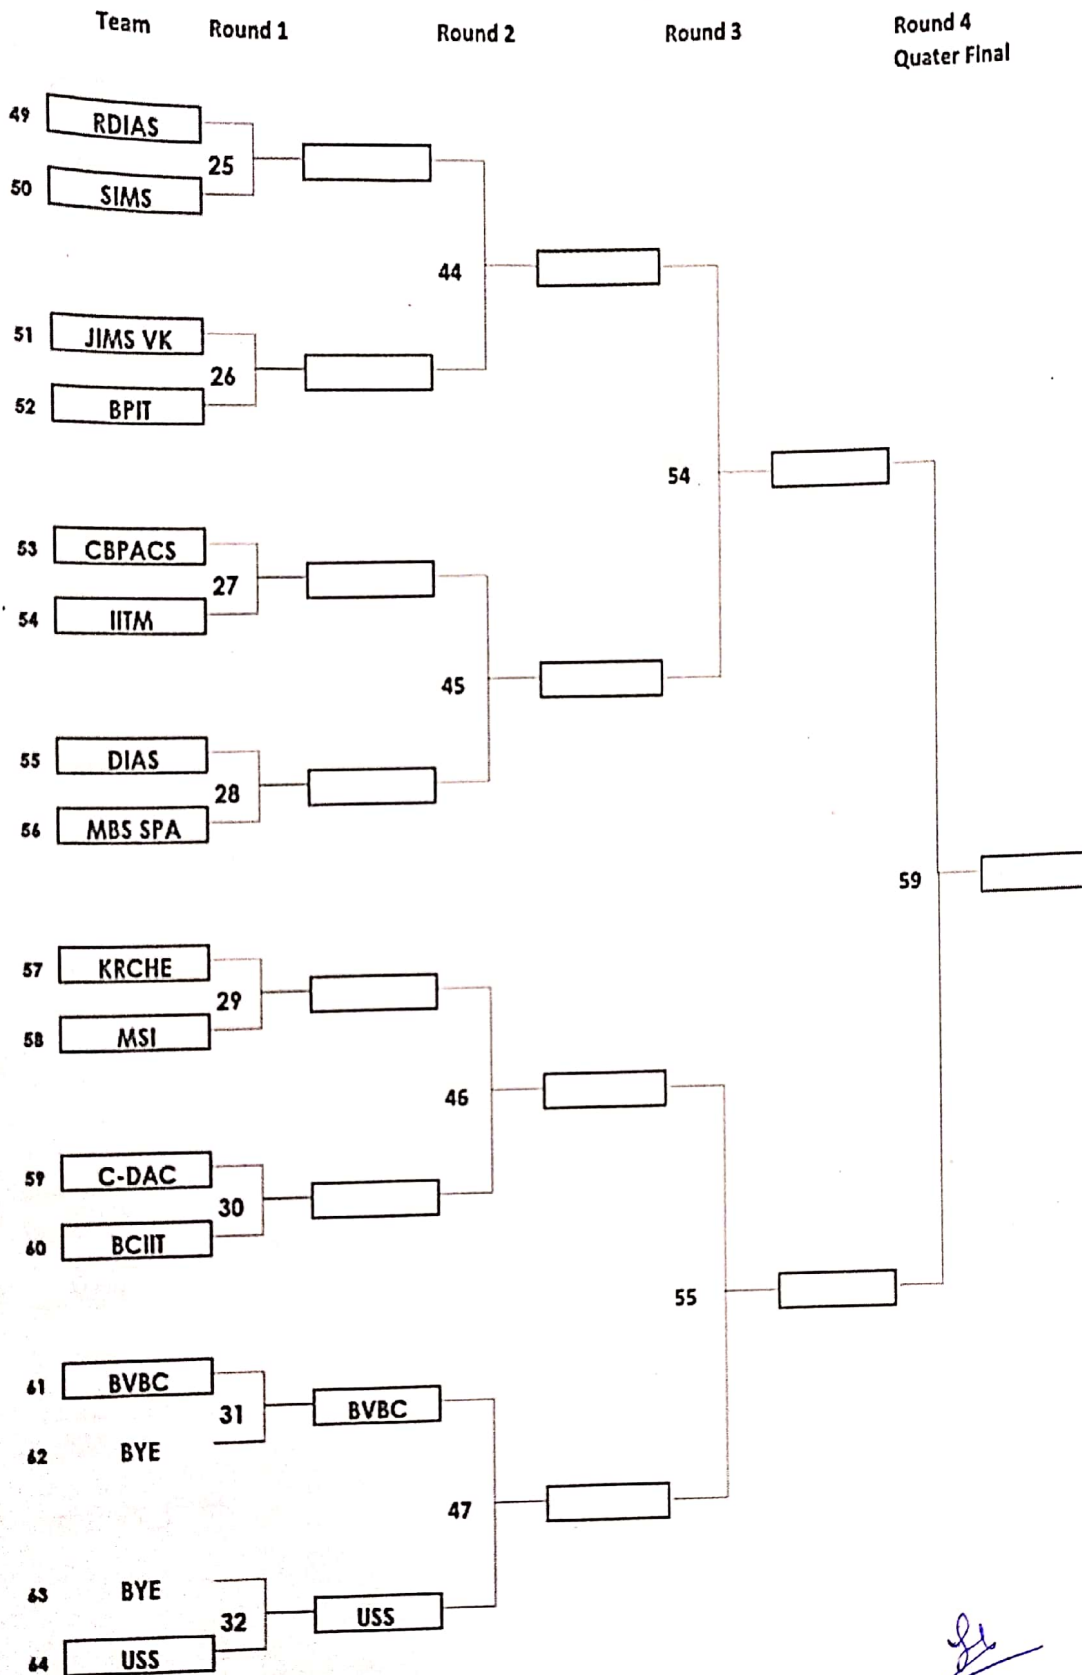 Team Round 1 Round 2 Round 3 Round 4
Quater Final
49 RDIAS
25
50 SIMS
44
51 JIMS VK
26
52 BPIT
54
53 CBPACS
27
54 IITM
45
55 DIAS
28
56 MBS SPA
59
57 KRCHE
29
58 MSI
46
59 C-DAC
30
60 BCIIT
55
61 BVBC
31 BVBC
62 BYE
47
63 BYE
32 USS
64 USS